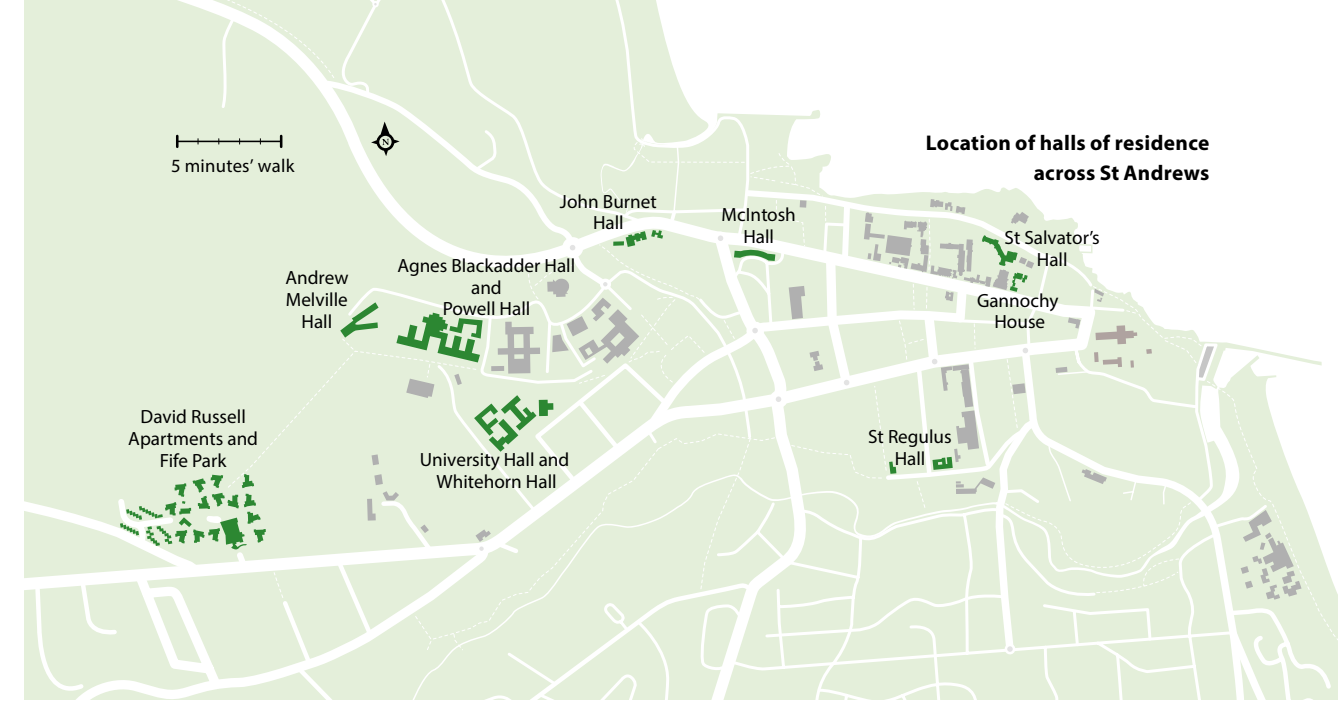 Location of halls of residence
across St Andrews
5 minutes’ walk
N
John Burnet
Hall
McIntosh
Hall
St Salvator’s
Hall
Gannochy
House
Agnes Blackadder Hall
and
Powell Hall
Andrew
Melville
Hall
David Russell
Apartments and
Fife Park
University Hall and
Whitehorn Hall
St Regulus
Hall